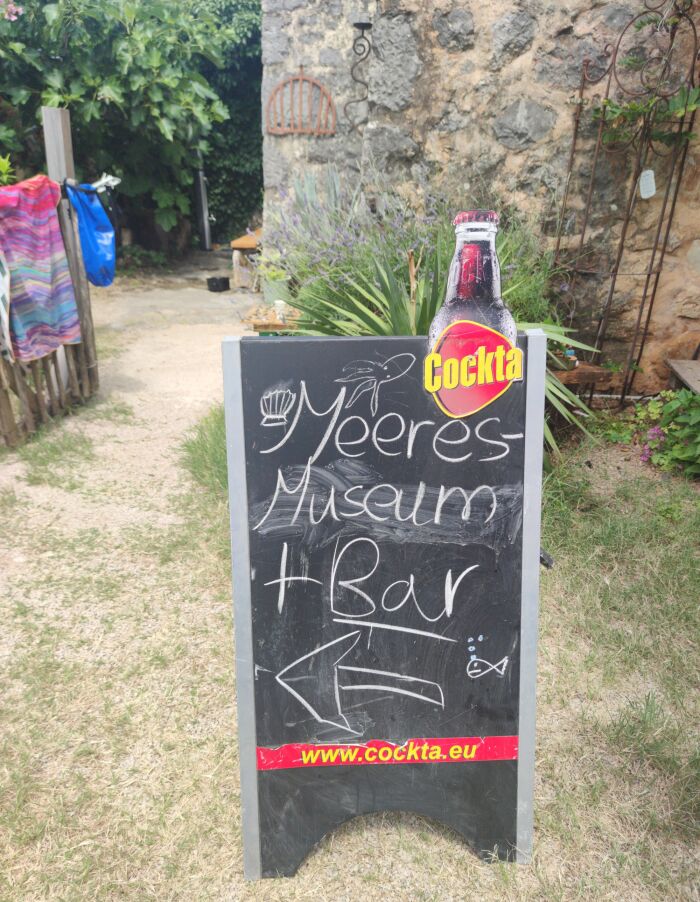 Cockta
Meeres-
Museum
+ Bar
www.cockta.eu